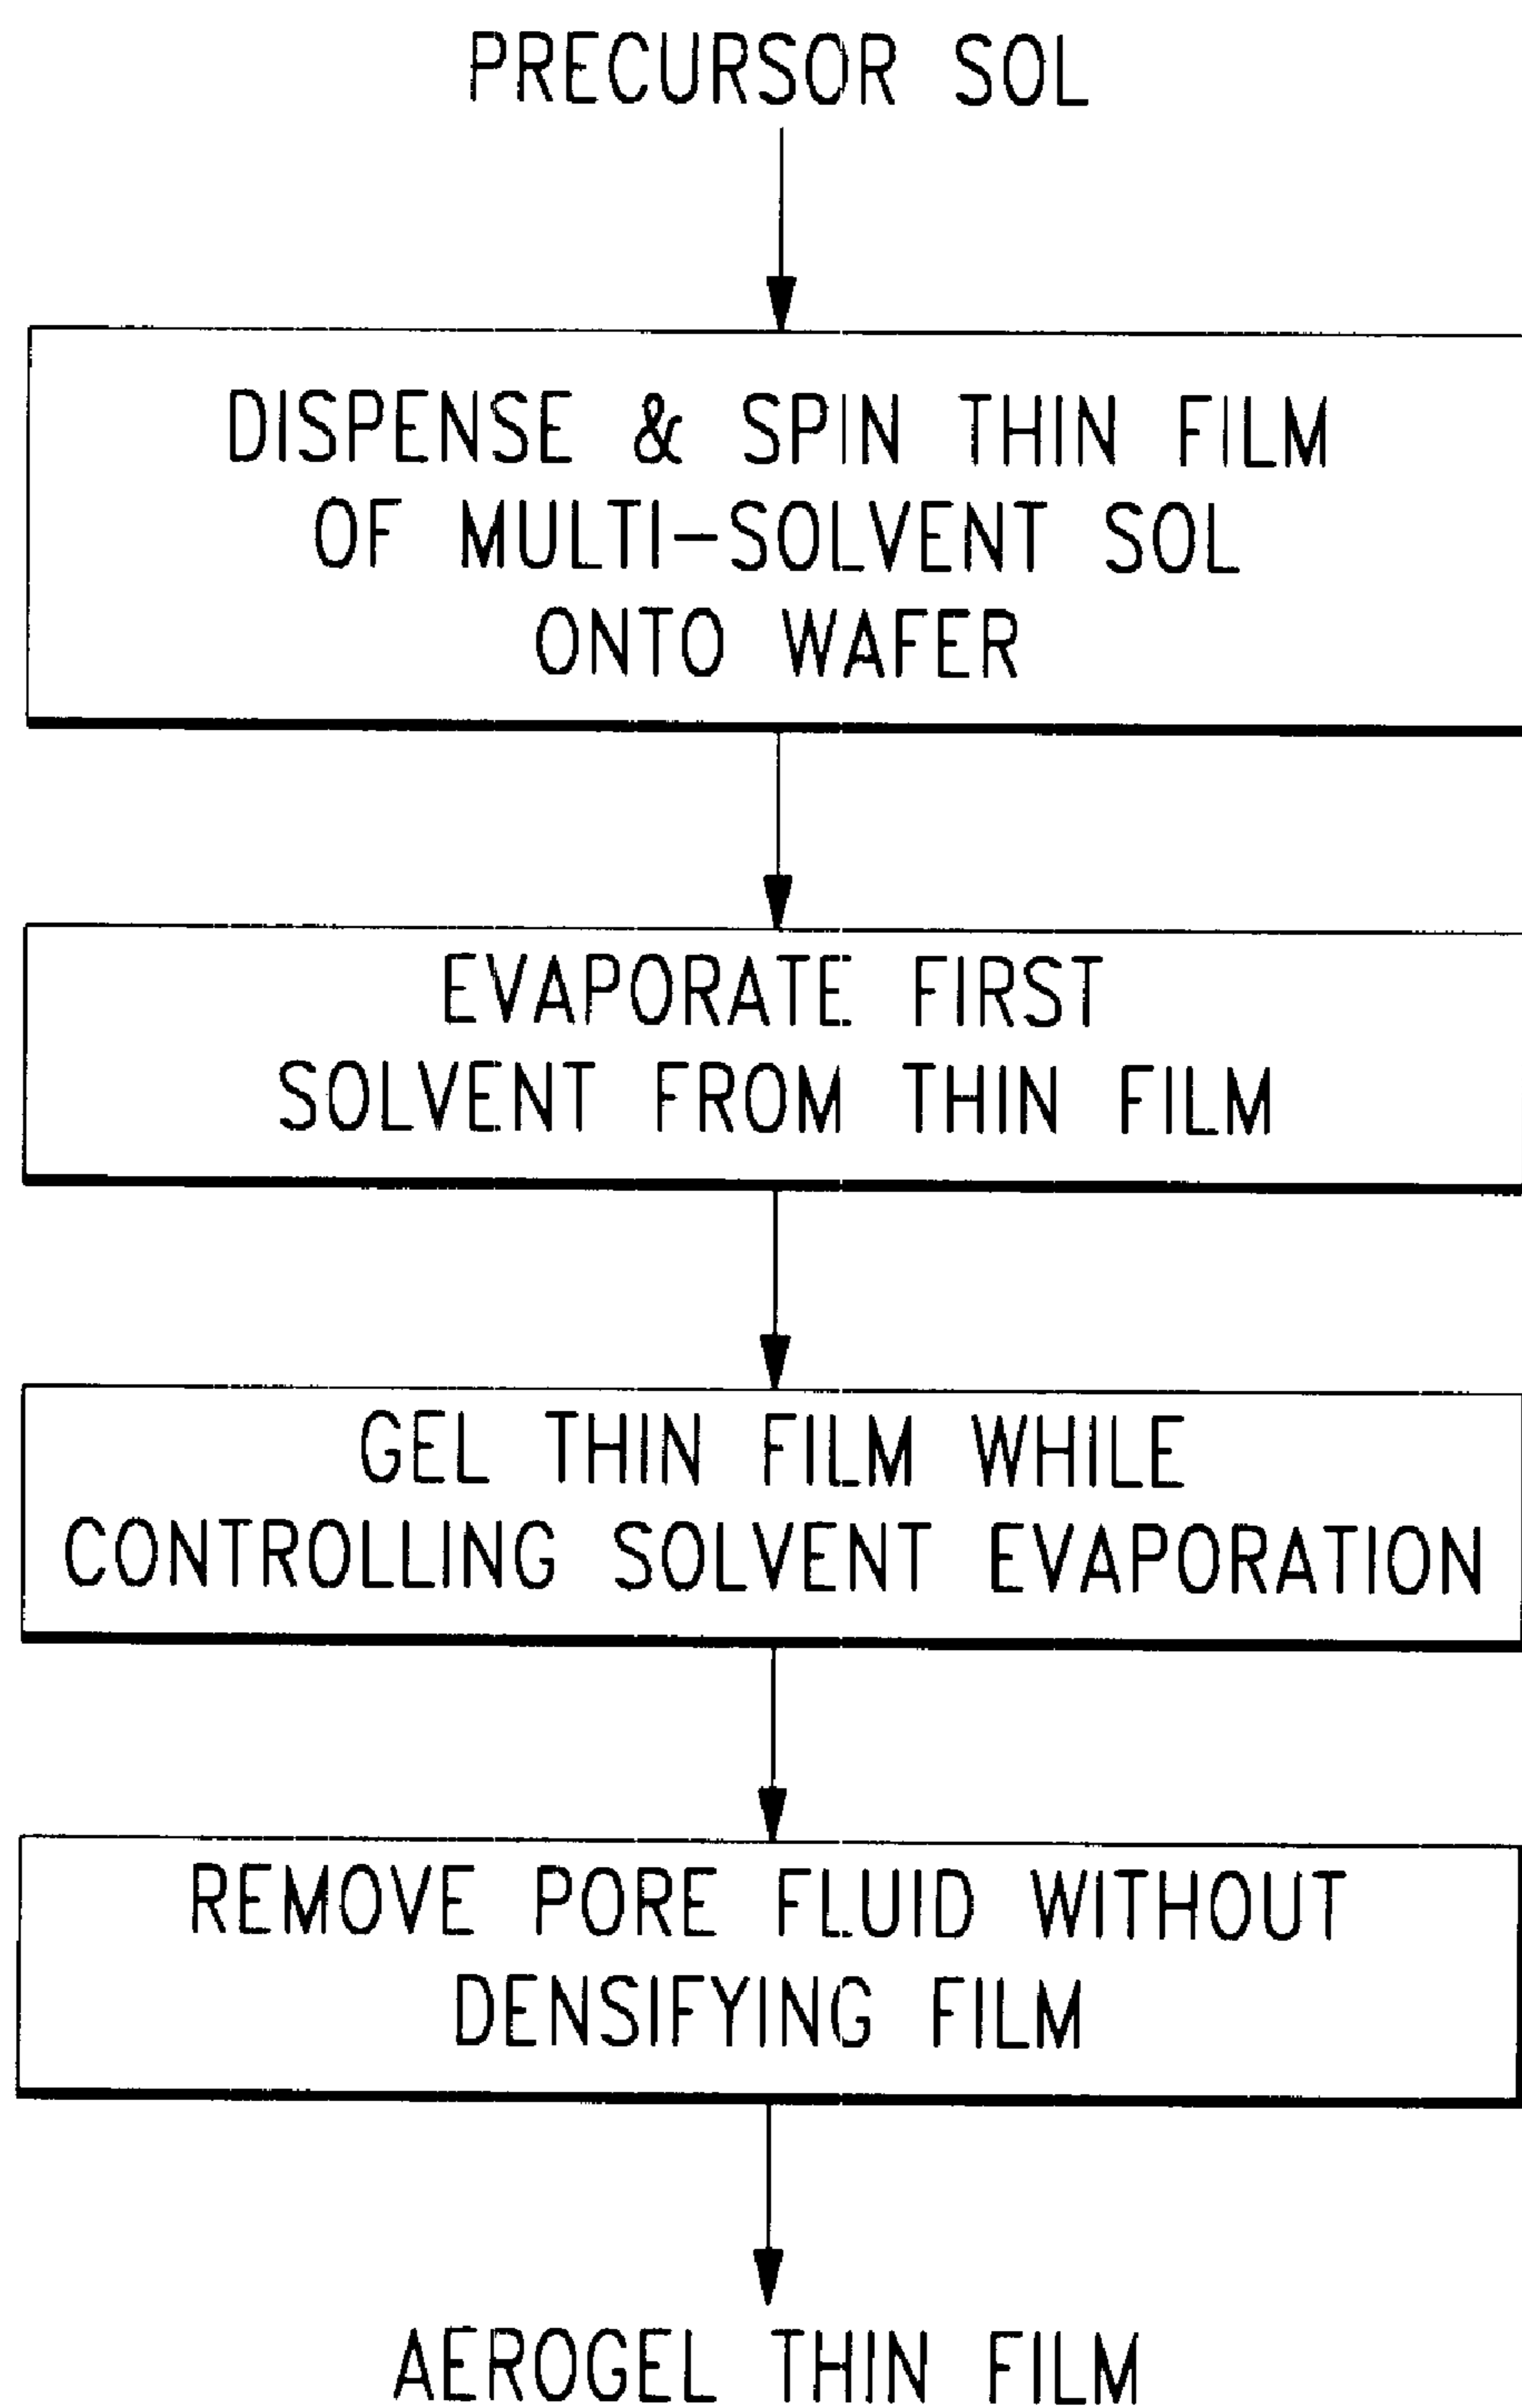 PRECURSOR SOL
DISPENSE & SPIN THIN FILM
OF MULTI-SOLVENT SOL
ONTO WAFER
EVAPORATE FIRST
SOLVENT FROM THIN FILM
GEL THIN FILM WHILE
CONTROLLING SOLVENT EVAPORATION
REMOVE PORE FLUID WITHOUT
DENSIFYING FILM
AEROGEL THIN FILM